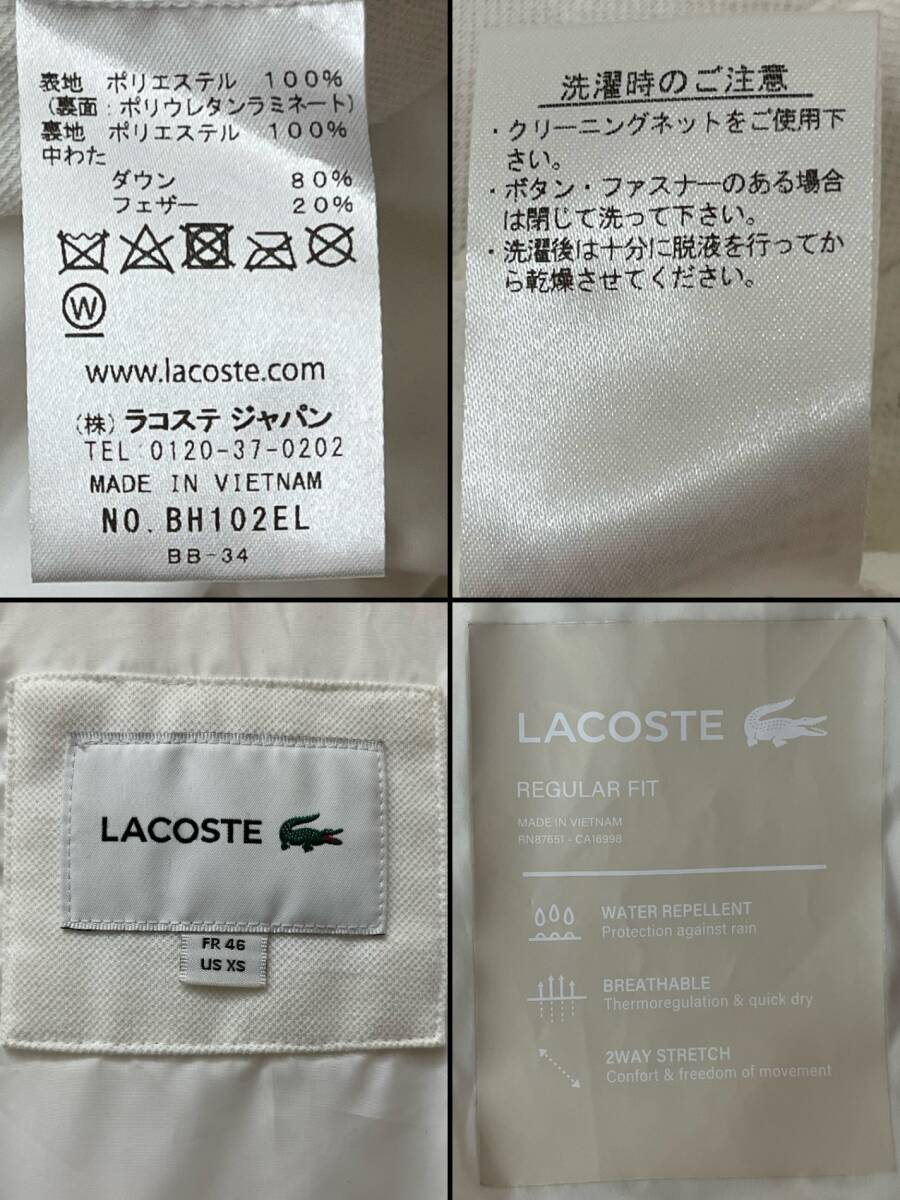 表地 ポリエステル 100%
(裏面:ポリウレタンラミネート)
裏地 ポリエステル 100%
中わた
ダウン 80%
フェザー 20%
W
www.lacoste.com
(株) ラコステ ジャパン
TEL:0120-37-0202
MADE IN VIETNAM
NO. BH102EL
BB-34
洗濯時のご注意
・クリーニングネットをご使用下
さい。
・ボタン・ファスナーのある場合
は閉じて洗って下さい。
・洗濯後は十分に脱液を行ってか
ら乾燥させてください。
LACOSTE
FR 46
US XS
LACOSTE
REGULAR FIT
MADE IN VIETNAM
RN87651 - CA16998
WATER REPELLENT
Protection against rain
BREATHABLE
Thermoregulation & quick dry
2WAY STRETCH
Confort & freedom of movement